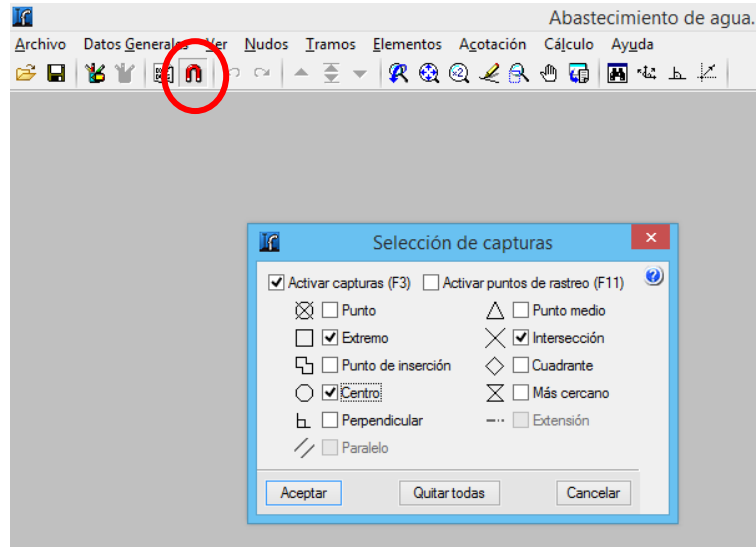 Abastecimiento de agua.
Archivo Datos Generales Ver Nudos Tramos Elementos Acotación Cálculo Ayuda
Selección de capturas
Activar capturas (F3) Activar puntos de rastreo (F11)
Punto Punto medio
Extremo Intersección
Punto de inserción Cuadrante
Centro Más cercano
Perpendicular Extensión
Paralelo
Aceptar Quitar todas Cancelar